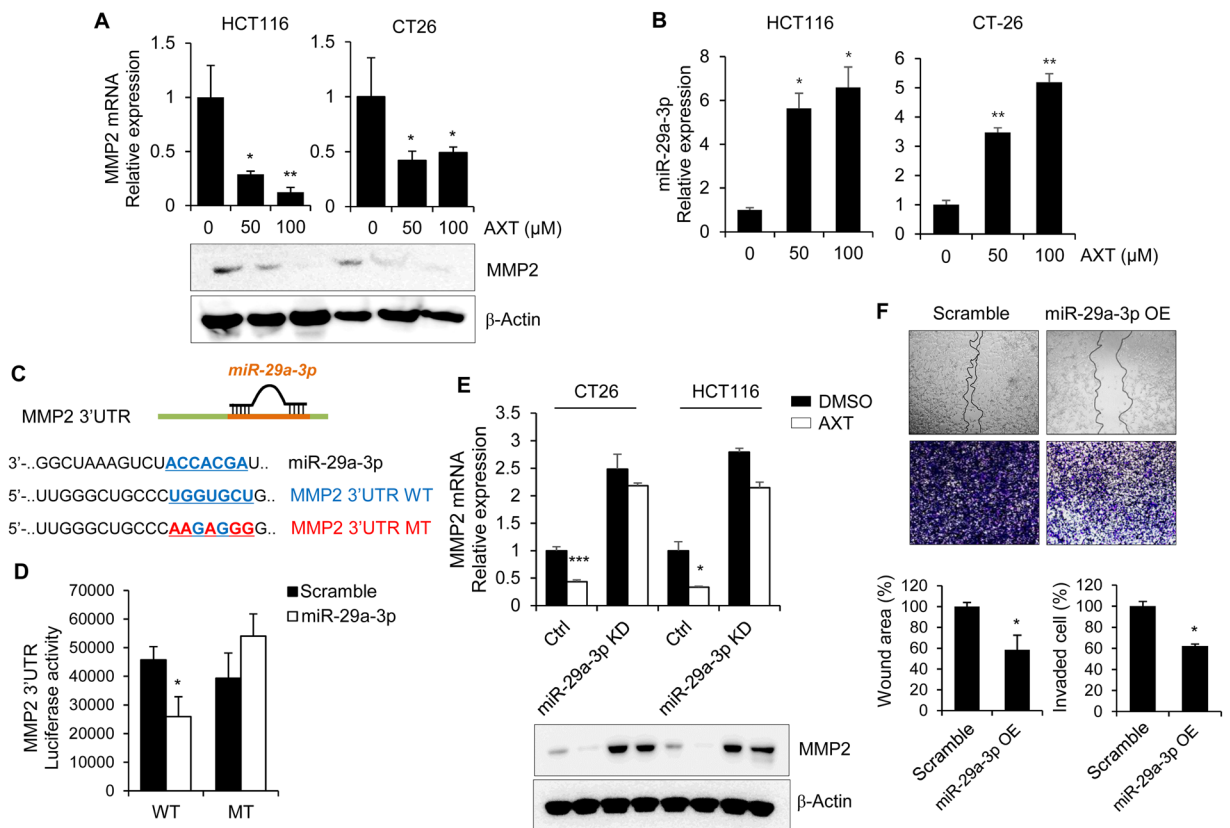 A
HCT116
CT26
MMP2 mRNA
Relative expression
1.5
1
0.5
0
1.5
1
0.5
0
*
**
*
*
0 50 100
0 50 100
AXT (µM)
MMP2
β-Actin
B
HCT116
CT-26
miR-29a-3p
Relative expression
8
6
4
2
0
6
5
4
3
2
1
0
*
*
**
**
0 50 100
0 50 100
AXT (µM)
C
miR-29a-3p
MMP2 3’UTR
3’-..GGCUAAAGUCUACCACGAU.. miR-29a-3p
5’-..UUGGGCUGCCCUGGUGCUG.. MMP2 3’UTR WT
5’-..UUGGGCUGCCCAAGAGGGG.. MMP2 3’UTR MT
D
Scramble
miR-29a-3p
MMP2 3’UTR
Luciferase activity
70000
60000
50000
40000
30000
20000
10000
0
*
WT MT
E
CT26 HCT116
DMSO
AXT
MMP2 mRNA
Relative expression
3.5
3
2.5
2
1.5
1
0.5
0
***
*
Ctrl
miR-29a-3p KD
Ctrl
miR-29a-3p KD
MMP2
β-Actin
F
Scramble miR-29a-3p OE
Wound area (%)
120
100
80
60
40
20
0
*
Scramble
miR-29a-3p OE
Invaded cell (%)
120
100
80
60
40
20
0
*
Scramble
miR-29a-3p OE